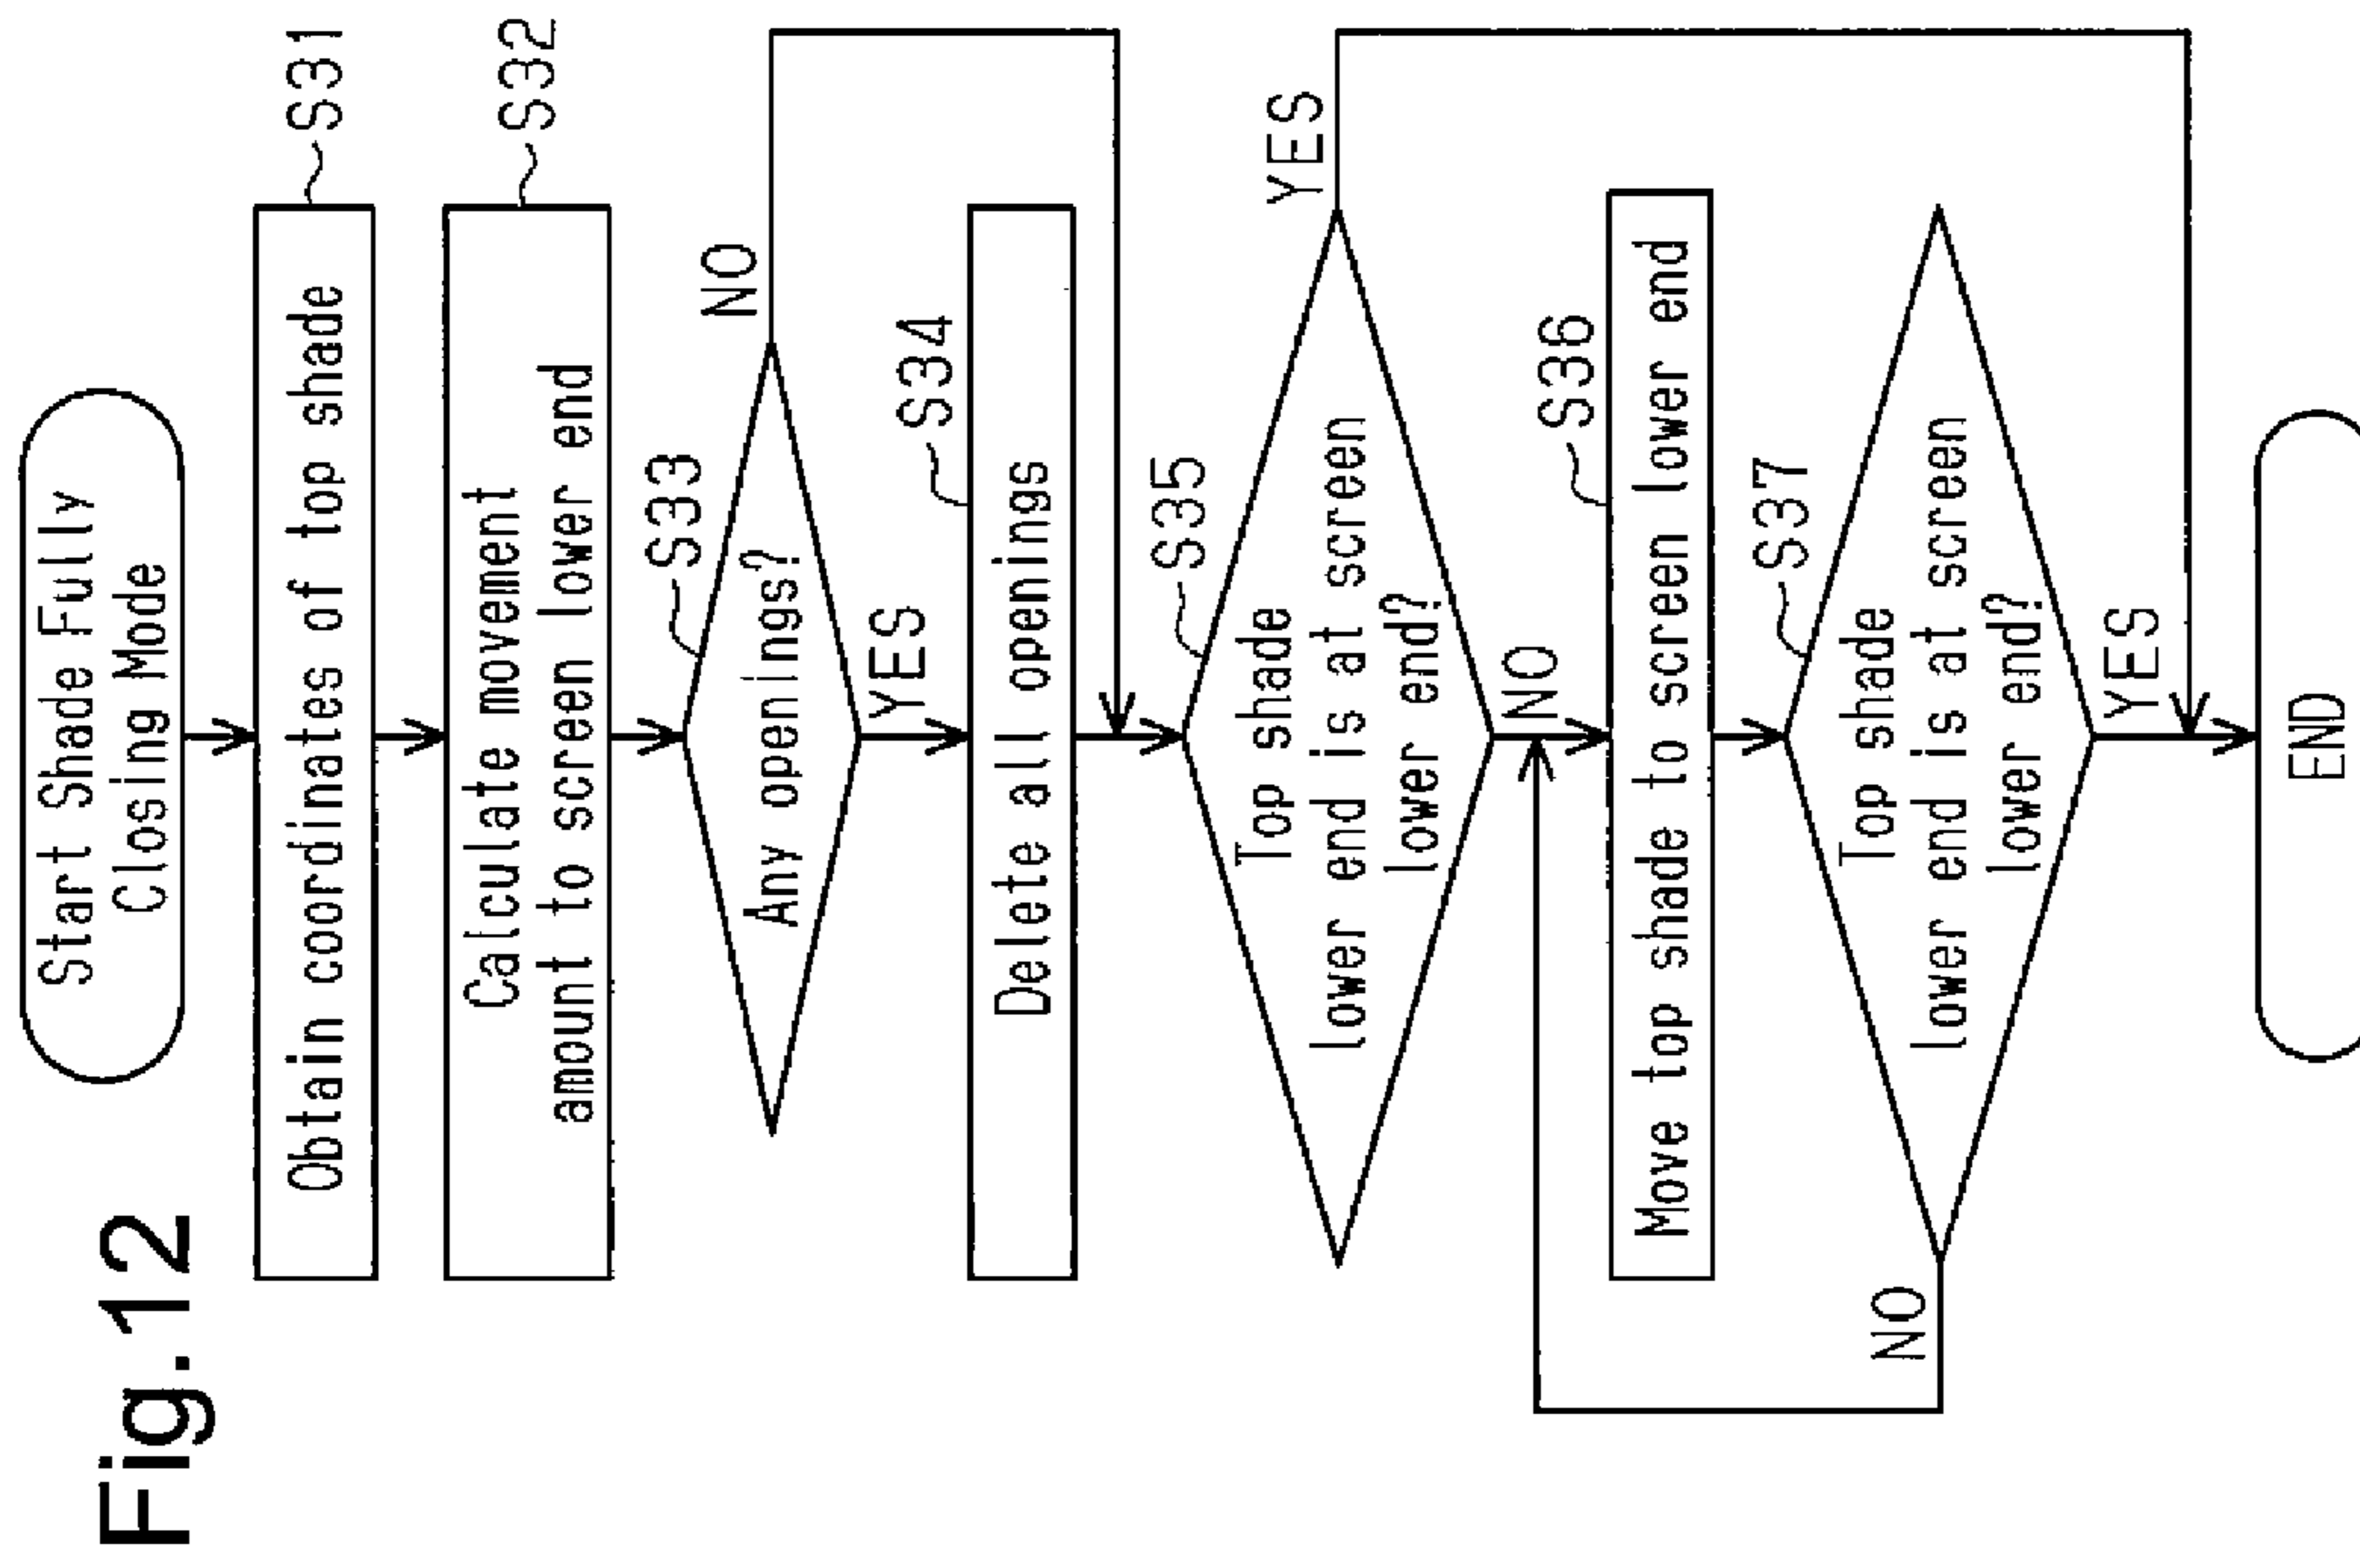 Fig.12
Start Shade Fully
Closing Mode
Obtain coordinates of top shade
S31
Calculate movement
amount to screen lower end
S32
S33
Any openings?
NO
YES
S34
Delete all openings
S35
Top shade
lower end is at screen
lower end?
YES
NO
S36
Move top shade to screen lower end
S37
Top shade
lower end is at screen
lower end?
NO
YES
END